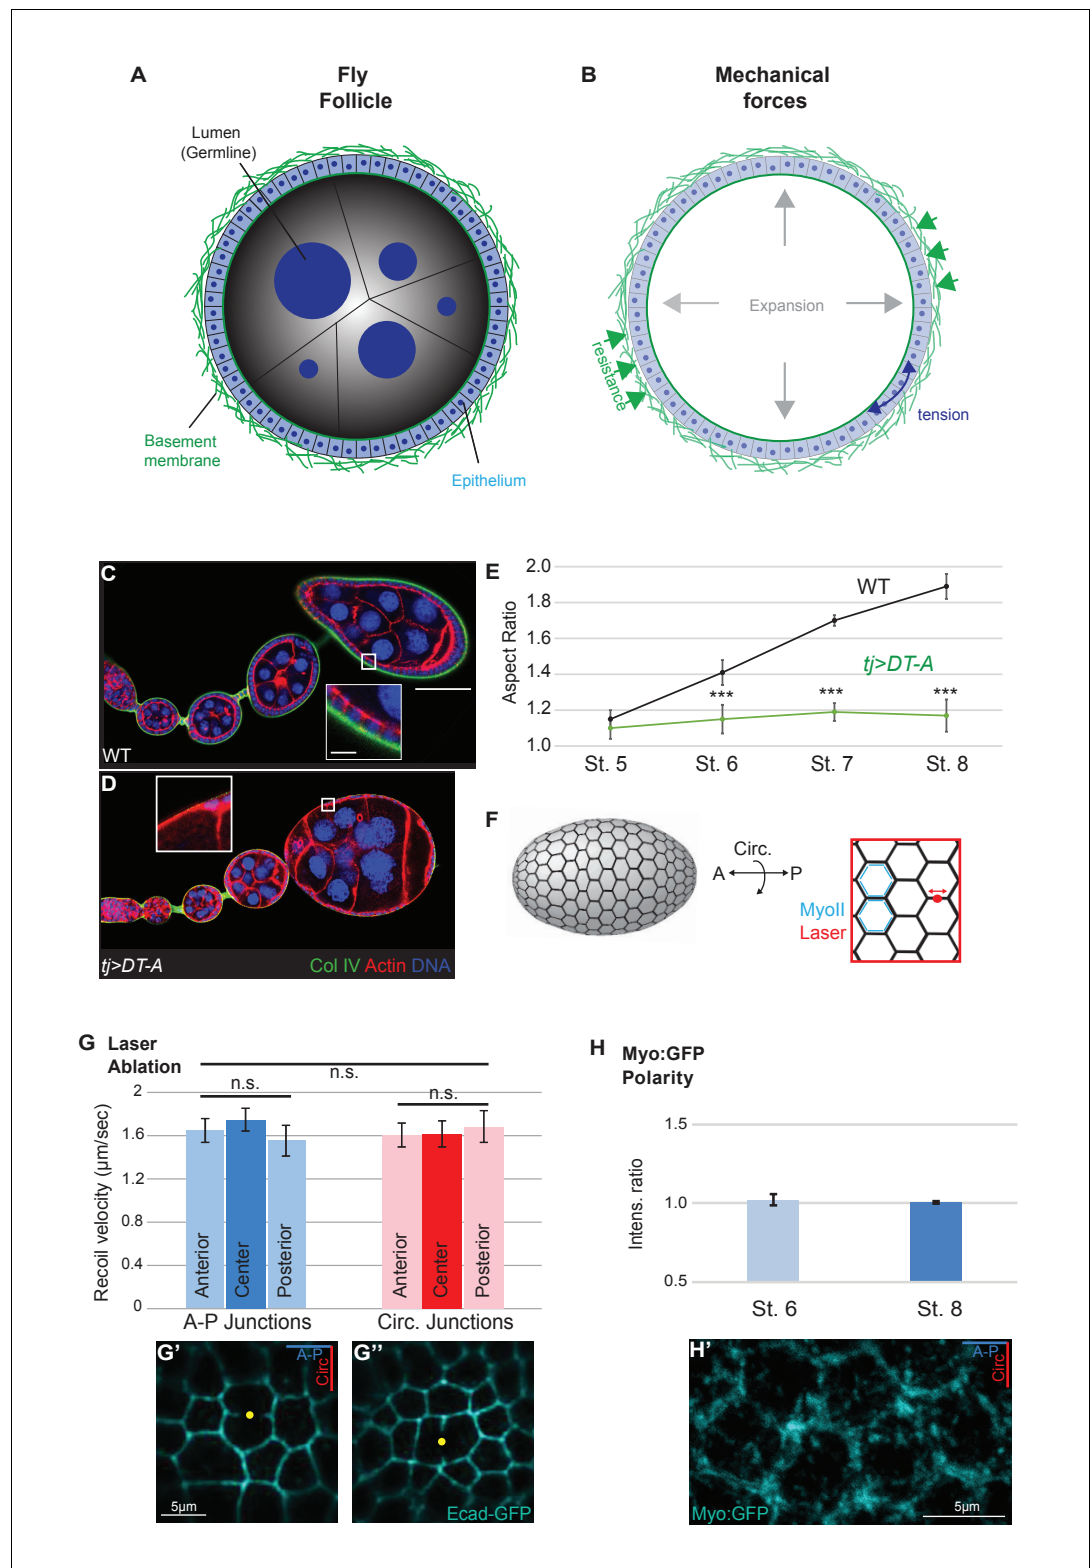 A
Fly
Follicle
Lumen
(Germline)
Basement
membrane
Epithelium
B
Mechanical
forces
Expansion
resistance
tension
C
WT
D
tj>DT-A
Col IV Actin DNA
E
Aspect Ratio
2.0
1.8
1.6
1.4
1.2
1.0
WT
tj>DT-A
*** *** ***
St. 5 St. 6 St. 7 St. 8
F
Circ.
A P
MyoII
Laser
G Laser
Ablation
n.s.
n.s. n.s.
Recoil velocity (µm/sec)
2
1.6
1.2
0.8
0.4
0
Anterior Center Posterior Anterior Center Posterior
A-P Junctions Circ. Junctions
G'
A-P
Circ
5µm
G''
Ecad-GFP
H Myo:GFP
Polarity
Intens. ratio
1.5
1.0
0.5
St. 6 St. 8
H'
A-P
Circ
Myo:GFP
5µm